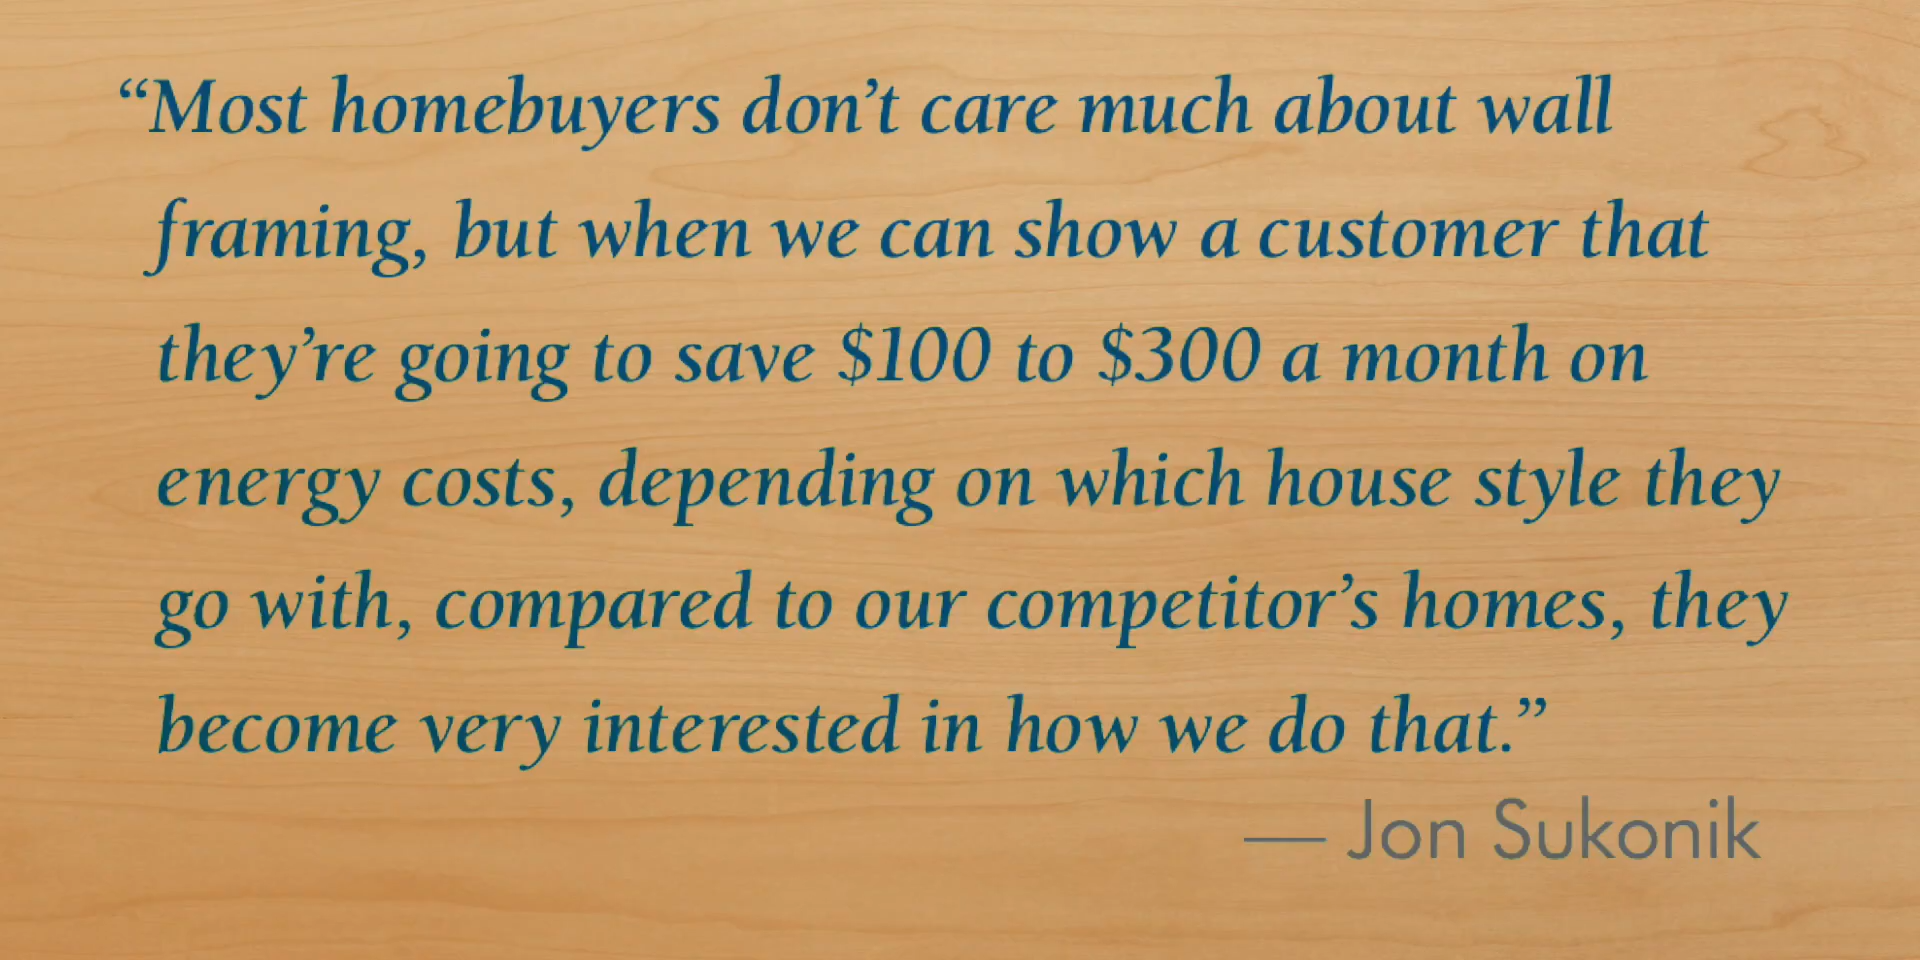 “Most homebuyers don’t care much about wall
framing, but when we can show a customer that
they’re going to save $100 to $300 a month on
energy costs, depending on which house style they
go with, compared to our competitor’s homes, they
become very interested in how we do that.”
— Jon Sukonik